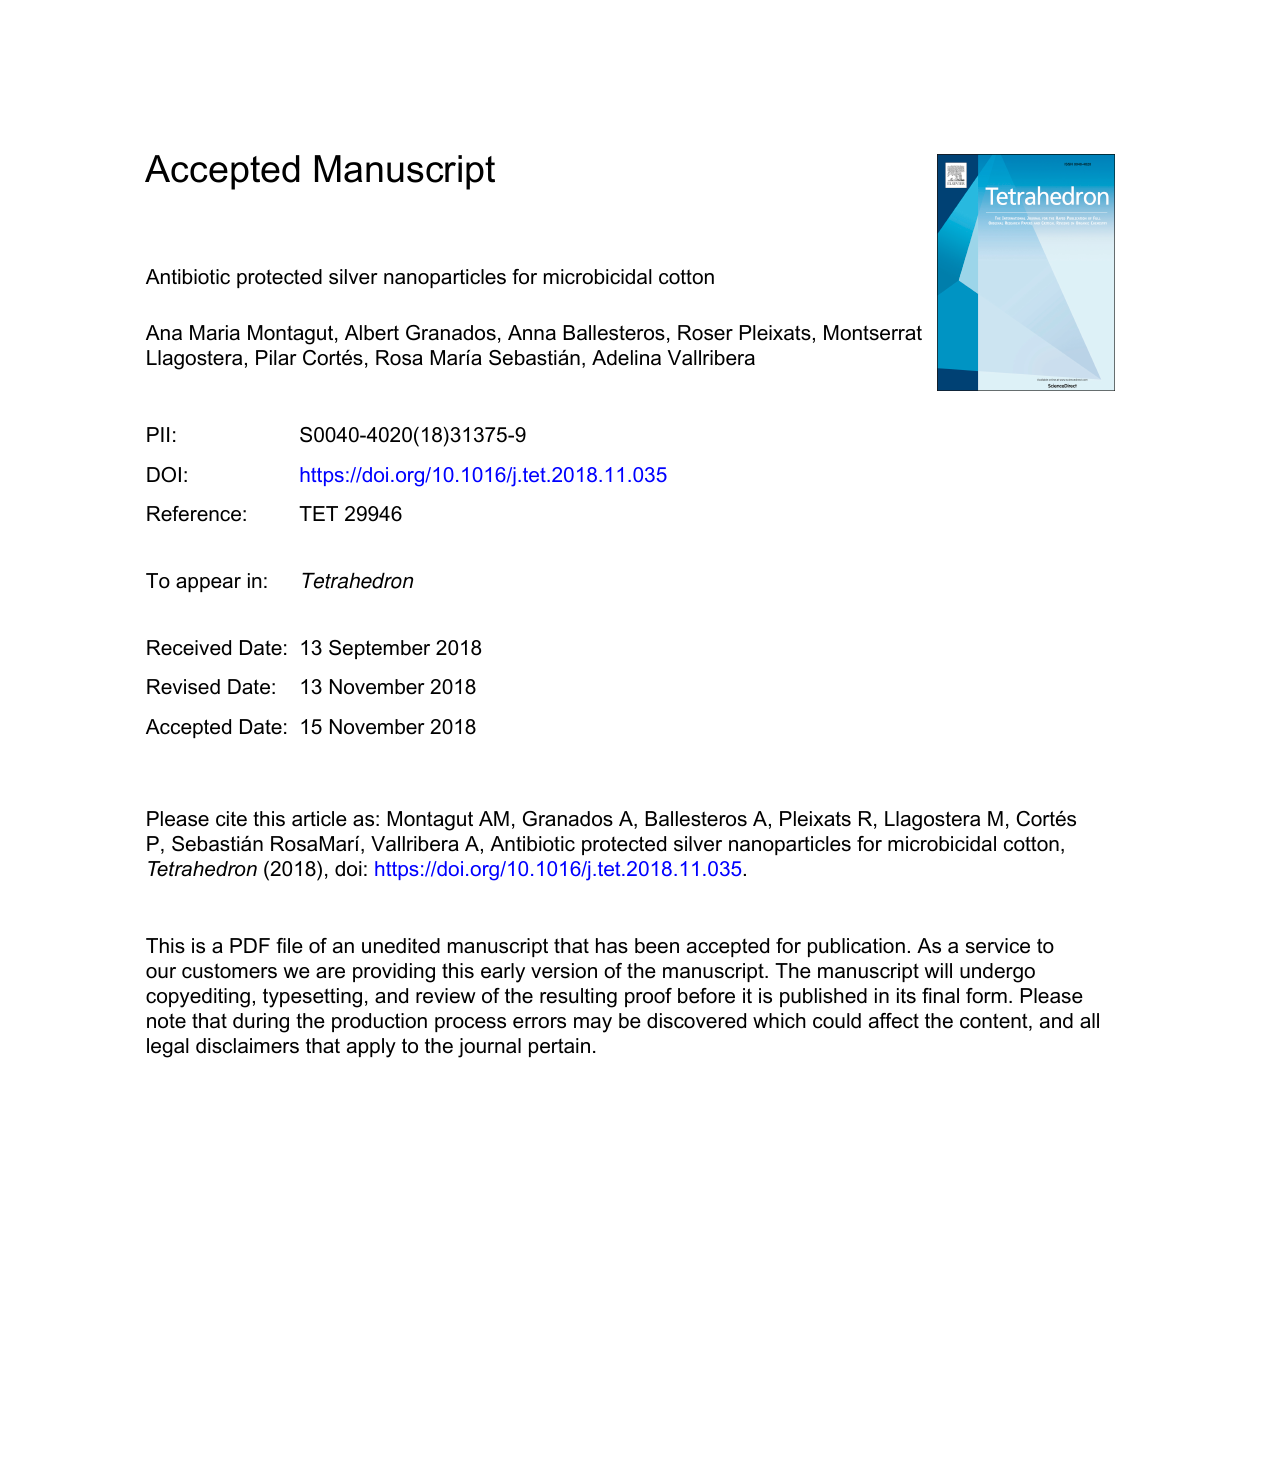 Accepted Manuscript
Antibiotic protected silver nanoparticles for microbicidal cotton
Ana Maria Montagut, Albert Granados, Anna Ballesteros, Roser Pleixats, Montserrat
Llagostera, Pilar Cortés, Rosa María Sebastián, Adelina Vallribera
PII: S0040-4020(18)31375-9
DOI: https://doi.org/10.1016/j.tet.2018.11.035
Reference: TET 29946
To appear in: Tetrahedron
Received Date: 13 September 2018
Revised Date: 13 November 2018
Accepted Date: 15 November 2018
Please cite this article as: Montagut AM, Granados A, Ballesteros A, Pleixats R, Llagostera M, Cortés
P, Sebastián RosaMarí, Vallribera A, Antibiotic protected silver nanoparticles for microbicidal cotton,
Tetrahedron (2018), doi: https://doi.org/10.1016/j.tet.2018.11.035.
This is a PDF file of an unedited manuscript that has been accepted for publication. As a service to
our customers we are providing this early version of the manuscript. The manuscript will undergo
copyediting, typesetting, and review of the resulting proof before it is published in its final form. Please
note that during the production process errors may be discovered which could affect the content, and all
legal disclaimers that apply to the journal pertain.
ELSEVIER
Tetrahedron
ScienceDirect